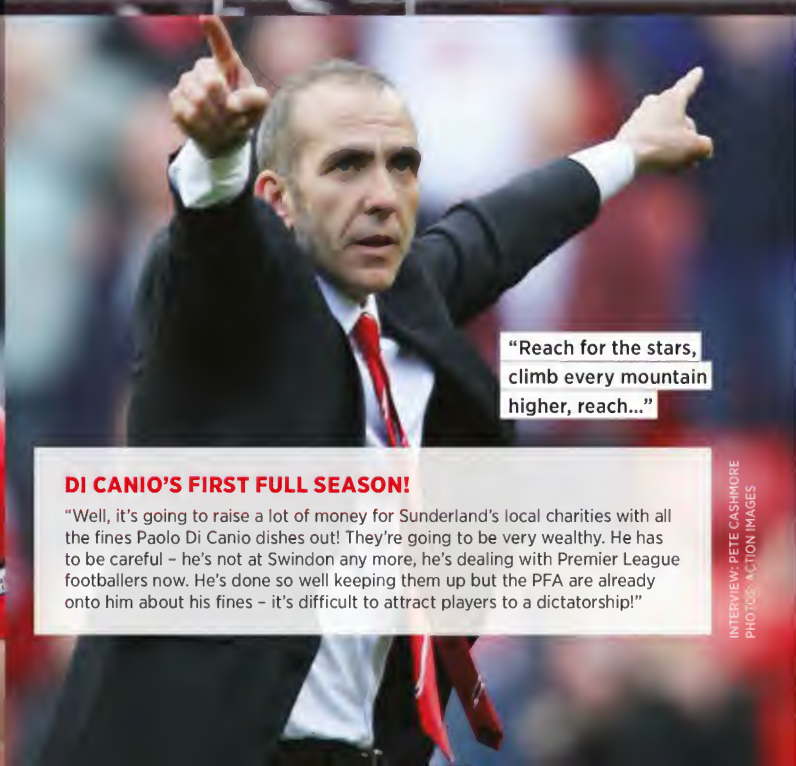 “Reach for the stars,
climb every mountain
higher, reach...”
DI CANIO’S FIRST FULL SEASON!
“Well, it’s going to raise a lot of money for Sunderland’s local charities with all
the fines Paolo Di Canio dishes out! They’re going to be very wealthy. He has
to be careful – he’s not at Swindon any more, he’s dealing with Premier League
footballers now. He’s done so well keeping them up but the PFA are already
onto him about his fines – it’s difficult to attract players to a dictatorship!”
INTERVIEW: PETE CASHMORE
PHOTOS: ACTION IMAGES